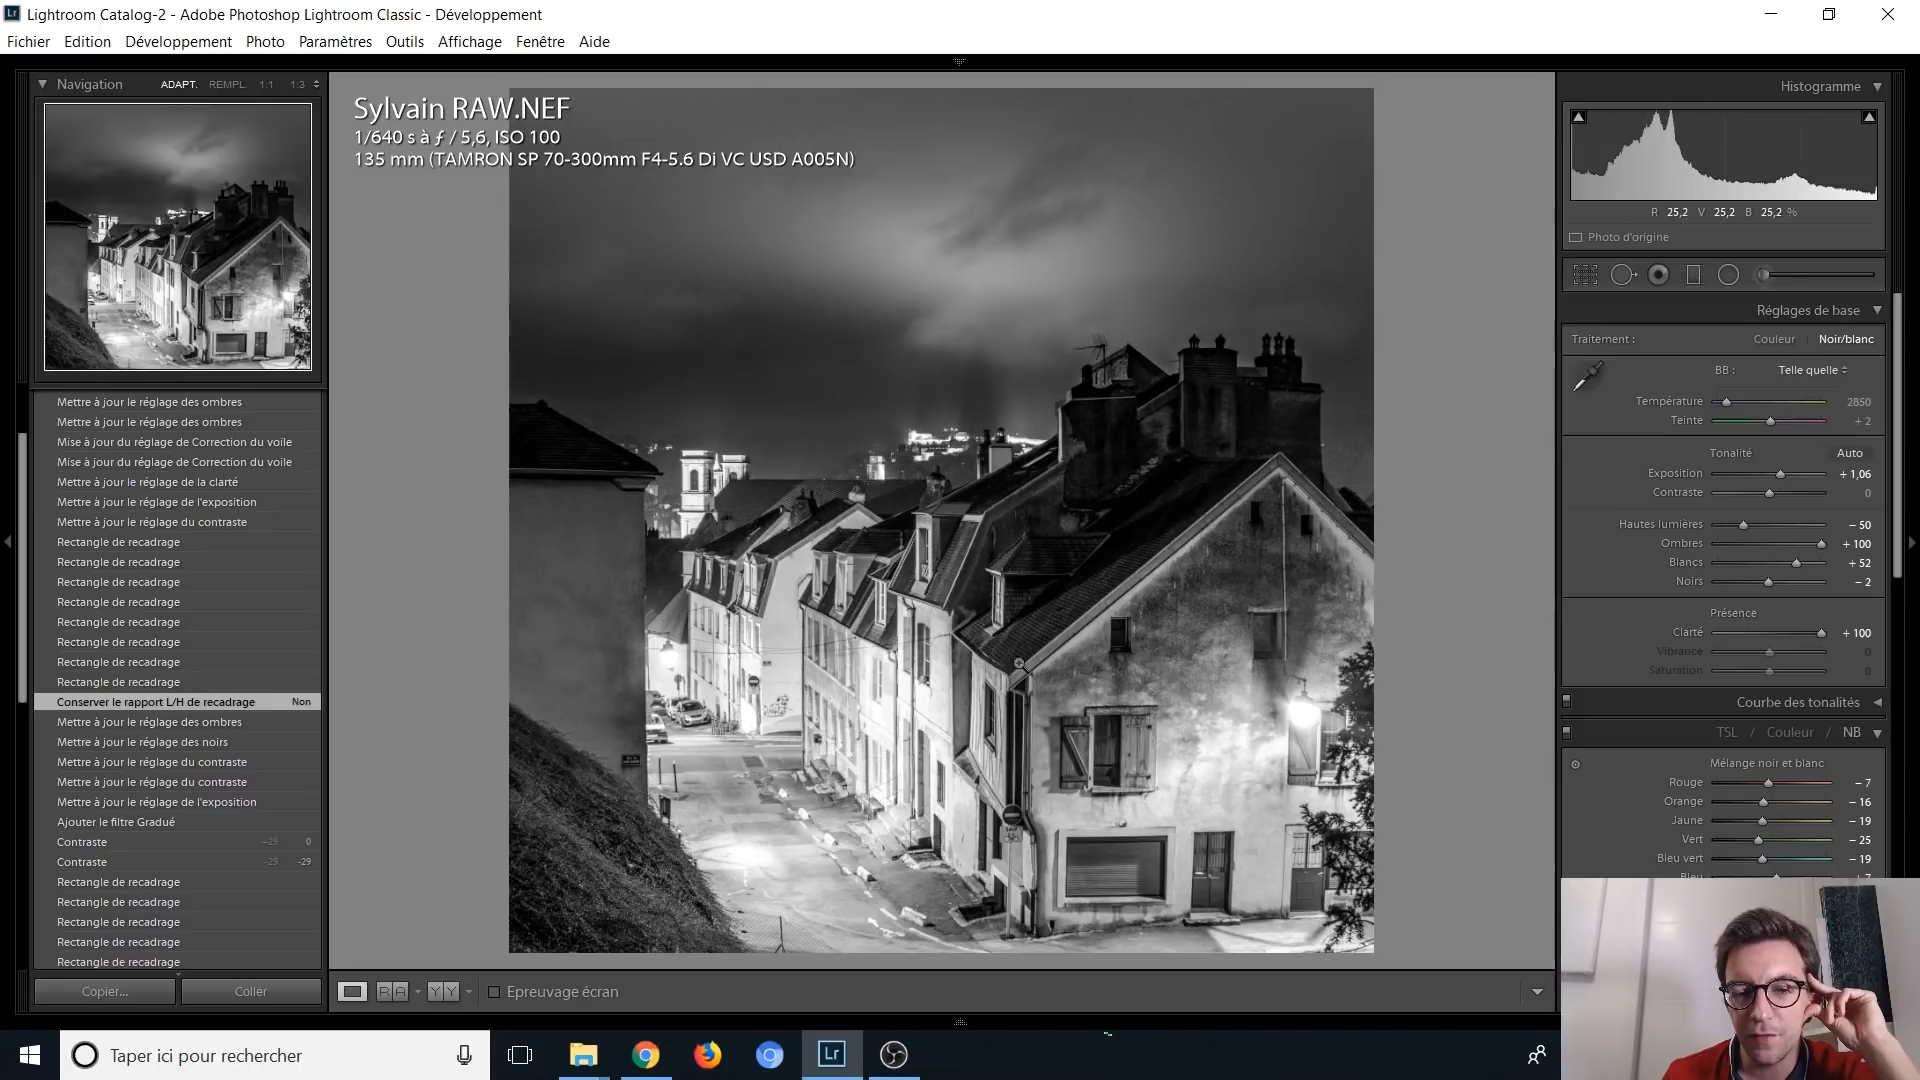 Lightroom Catalog-2 - Adobe Photoshop Lightroom Classic - Développement
Fichier Edition Développement Photo Paramètres Outils Affichage Fenêtre Aide
Navigation ADAPT. REMPL. 1:1 1:3
Mettre à jour le réglage des ombres
Mettre à jour le réglage des ombres
Mise à jour du réglage de Correction du voile
Mise à jour du réglage de Correction du voile
Mettre à jour le réglage de la clarté
Mettre à jour le réglage de l'exposition
Mettre à jour le réglage du contraste
Rectangle de recadrage
Rectangle de recadrage
Rectangle de recadrage
Rectangle de recadrage
Rectangle de recadrage
Rectangle de recadrage
Rectangle de recadrage
Rectangle de recadrage
Conserver le rapport L/H de recadrage Non
Mettre à jour le réglage des ombres
Mettre à jour le réglage des noirs
Mettre à jour le réglage du contraste
Mettre à jour le réglage du contraste
Mettre à jour le réglage de l'exposition
Ajouter le filtre Gradué
Contraste -29 0
Contraste -29 -29
Rectangle de recadrage
Rectangle de recadrage
Rectangle de recadrage
Rectangle de recadrage
Rectangle de recadrage
Copier... Coller
Sylvain RAW.NEF
1/640 s à ƒ / 5,6, ISO 100
135 mm (TAMRON SP 70-300mm F4-5.6 Di VC USD A005N)
R A Y Y Epreuvage écran
Histogramme
R 25,2 V 25,2 B 25,2 %
Photo d'origine
Réglages de base
Traitement : Couleur Noir/blanc
BB : Telle quelle
Température 2850
Teinte + 2
Tonalité Auto
Exposition + 1,06
Contraste 0
Hautes lumières − 50
Ombres + 100
Blancs + 52
Noirs − 2
Présence
Clarté + 100
Vibrance 0
Saturation 0
Courbe des tonalités
TSL / Couleur / NB
Mélange noir et blanc
Rouge − 7
Orange − 16
Jaune − 19
Vert − 25
Bleu vert − 19
Bleu + 7
Taper ici pour rechercher
Lr